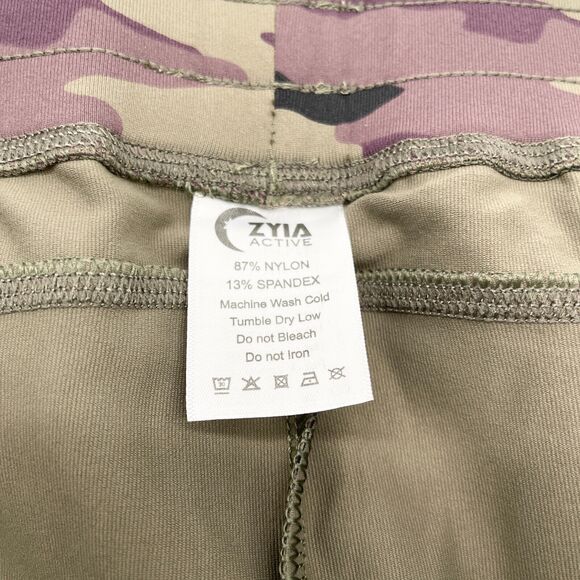 ZYIA
ACTIVE
87% NYLON
13% SPANDEX
Machine Wash Cold
Tumble Dry Low
Do not Bleach
Do not Iron